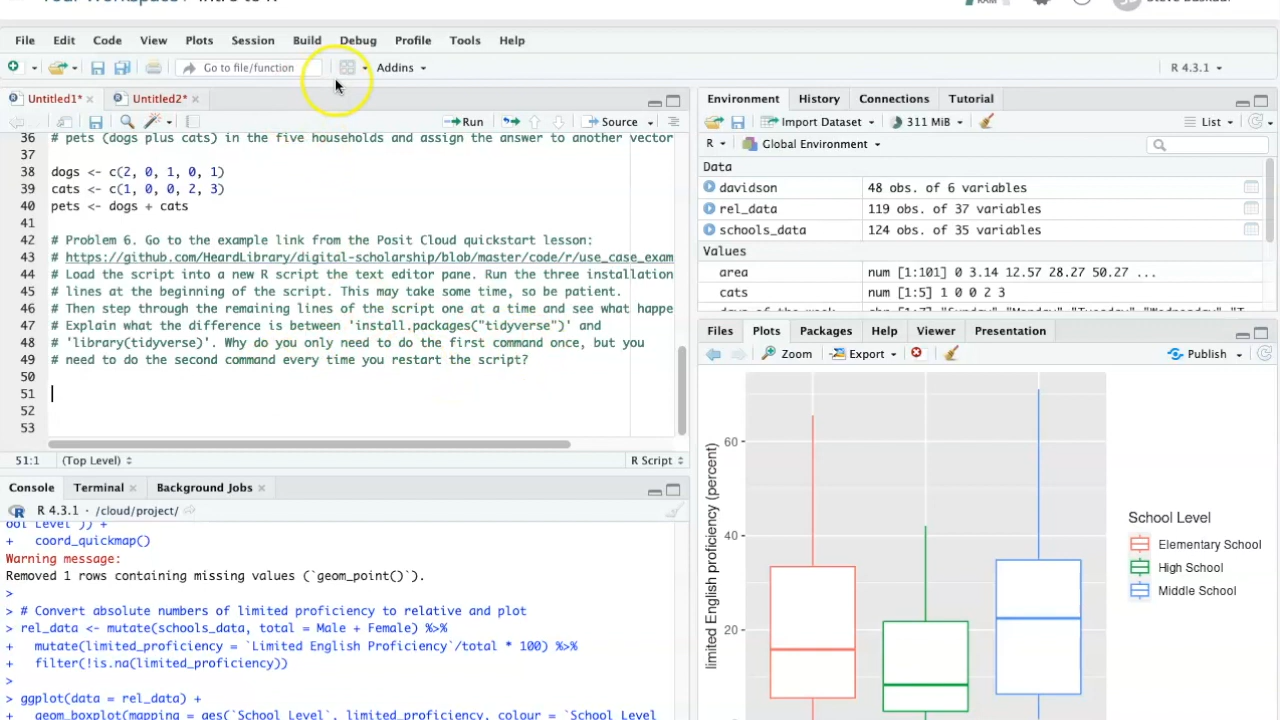 File Edit Code View Plots Session Build Debug Profile Tools Help
Go to file/function Addins R 4.3.1
Untitled1* Untitled2*
Run Source
36 # pets (dogs plus cats) in the five households and assign the answer to another vector
37
38 dogs <- c(2, 0, 1, 0, 1)
39 cats <- c(1, 0, 0, 2, 3)
40 pets <- dogs + cats
41
42 # Problem 6. Go to the example link from the Posit Cloud quickstart lesson:
43 # https://github.com/HeardLibrary/digital-scholarship/blob/master/code/r/use_case_exam
44 # Load the script into a new R script the text editor pane. Run the three installation
45 # lines at the beginning of the script. This may take some time, so be patient.
46 # Then step through the remaining lines of the script one at a time and see what happe
47 # Explain what the difference is between 'install.packages("tidyverse")' and
48 # 'library(tidyverse)'. Why do you only need to do the first command once, but you
49 # need to do the second command every time you restart the script?
50
51
52
53
51:1 (Top Level) R Script
Console Terminal Background Jobs
R 4.3.1 · /cloud/project/
ool Level`)) +
+ coord_quickmap()
Warning message:
Removed 1 rows containing missing values (`geom_point()`).
>
> # Convert absolute numbers of limited proficiency to relative and plot
> rel_data <- mutate(schools_data, total = Male + Female) %>%
+ mutate(limited_proficiency = `Limited English Proficiency`/total * 100) %>%
+ filter(!is.na(limited_proficiency))
>
> ggplot(data = rel_data) +
+ geom_boxplot(mapping = aes(`School Level`, limited_proficiency, colour = `School Level
Environment History Connections Tutorial
Import Dataset 311 MiB List
R Global Environment
Data
davidson 48 obs. of 6 variables
rel_data 119 obs. of 37 variables
schools_data 124 obs. of 35 variables
Values
area num [1:101] 0 3.14 12.57 28.27 50.27 ...
cats num [1:5] 1 0 0 2 3
Files Plots Packages Help Viewer Presentation
Zoom Export Publish
limited English proficiency (percent)
60
40
20
School Level
Elementary School
High School
Middle School